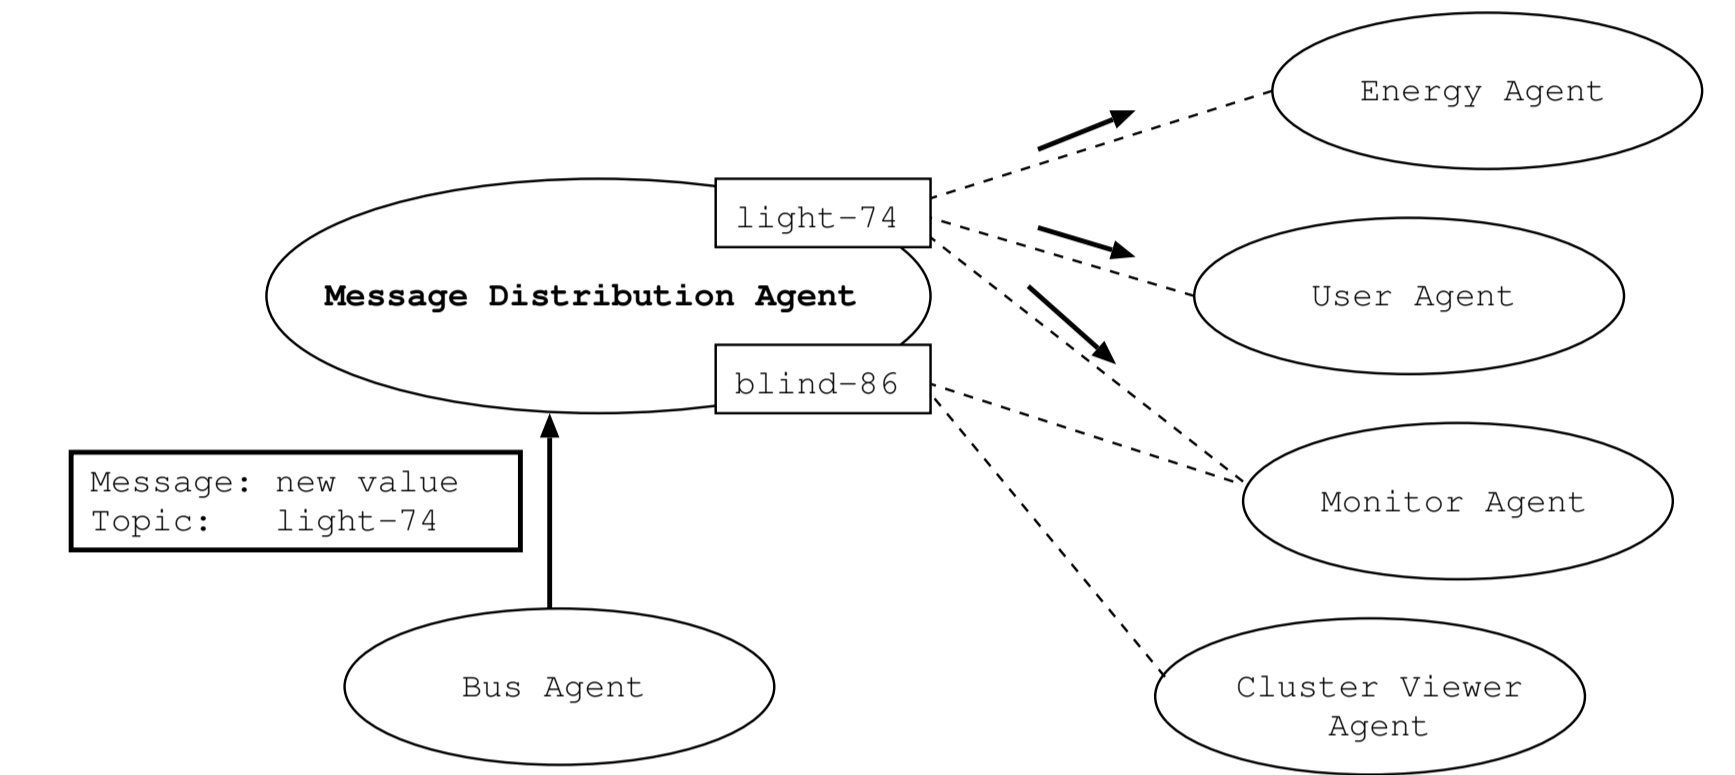 Energy Agent
light-74
User Agent
Message Distribution Agent
blind-86
Message: new value
Topic: light-74
Monitor Agent
Bus Agent
Cluster Viewer
Agent